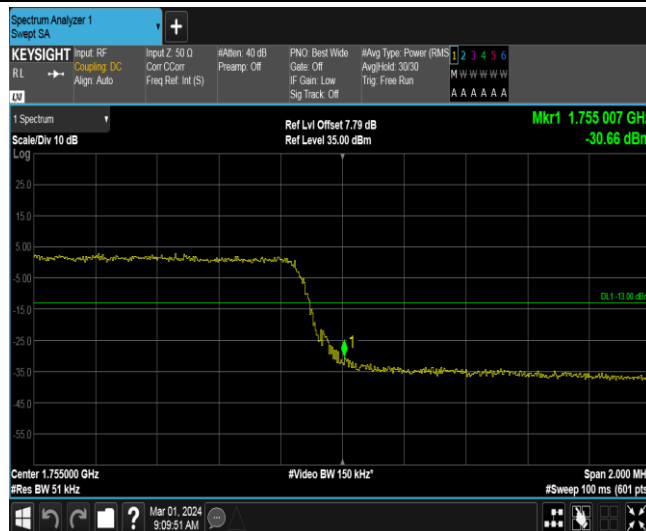 Spectrum Analyzer 1
Swept SA
+
KEYSIGHT
RL
LXI
Input: RF
Coupling: DC
Align: Auto
Input Z: 50 Ω
Corr CCorr
Freq Ref: Int (S)
#Atten: 40 dB
Preamp: Off
PNO: Best Wide
Gate: Off
IF Gain: Low
Sig Track: Off
#Avg Type: Power (RMS
Avg|Hold: 30/30
Trig: Free Run
1 2 3 4 5 6
M W W W W W
A A A A A A
1 Spectrum
Scale/Div 10 dB
Log
Ref Lvl Offset 7.79 dB
Ref Level 35.00 dBm
Mkr1 1.755 007 GHz
-30.66 dBm
25.0
15.0
5.00
-5.00
DL1 -13.00 dBm
-15.0
-25.0
1
-35.0
-45.0
-55.0
Center 1.755000 GHz
#Res BW 51 kHz
#Video BW 150 kHz*
Span 2.000 MH
#Sweep 100 ms (601 pts
?
Mar 01, 2024
9:09:51 AM